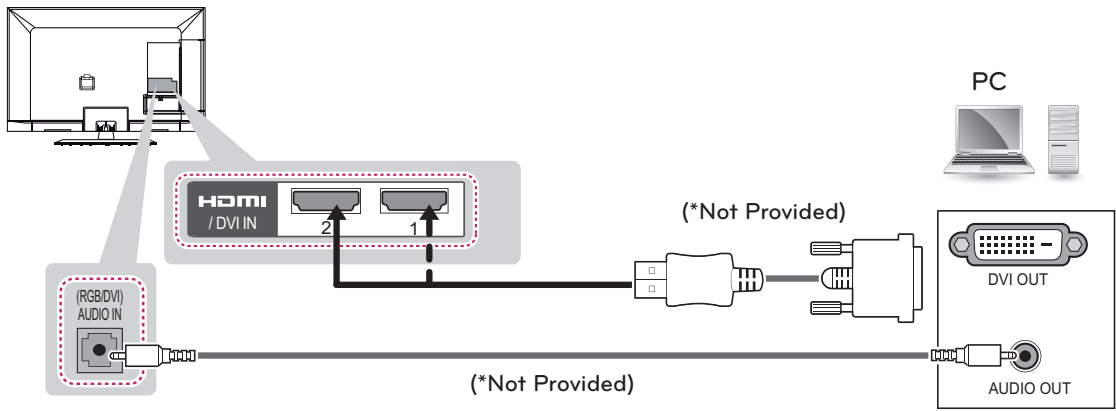 PC
HDMI
/ DVI IN
2
1
(*Not Provided)
DVI OUT
(RGB/DVI)
AUDIO IN
(*Not Provided)
AUDIO OUT